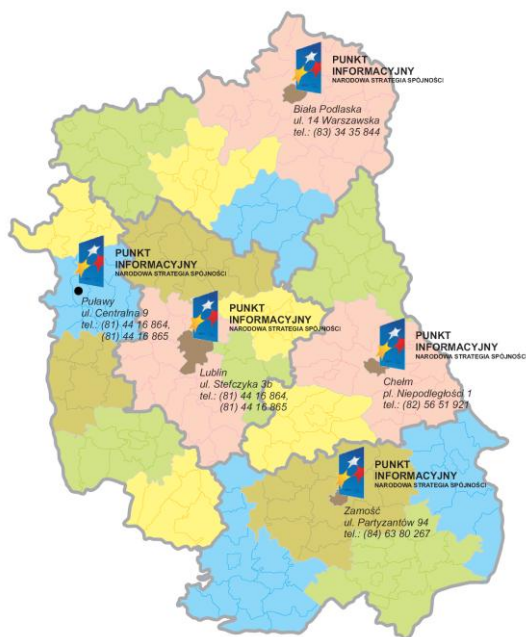 PUNKT
INFORMACYJNY
NARODOWA STRATEGIA SPÓJNOŚCI
Biała Podlaska
ul. 14 Warszawska
tel.: (83) 34 35 844
PUNKT
INFORMACYJNY
NARODOWA STRATEGIA SPÓJNOŚCI
Puławy
ul. Centralna 9
tel.: (81) 44 16 864,
(81) 44 16 865
PUNKT
INFORMACYJNY
NARODOWA STRATEGIA SPÓJNOŚCI
Lublin
ul. Stefczyka 3b
tel.: (81) 44 16 864,
(81) 44 16 865
PUNKT
INFORMACYJNY
NARODOWA STRATEGIA SPÓJNOŚCI
Chełm
pl. Niepodległości 1
tel.: (82) 56 51 921
PUNKT
INFORMACYJNY
NARODOWA STRATEGIA SPÓJNOŚCI
Zamość
ul. Partyzantów 94
tel.: (84) 63 80 267